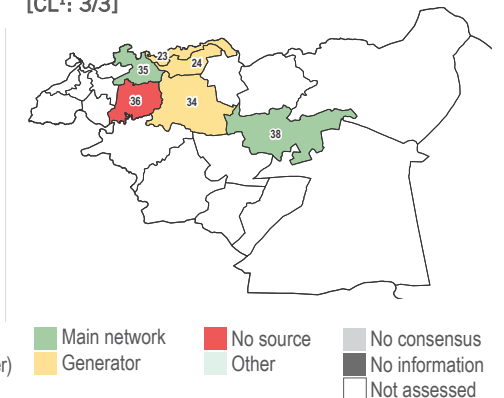 [CL¹: 3/3]
23
24
35
36
34
38
Main network
No source
No consensus
er)
Generator
Other
No information
Not assessed